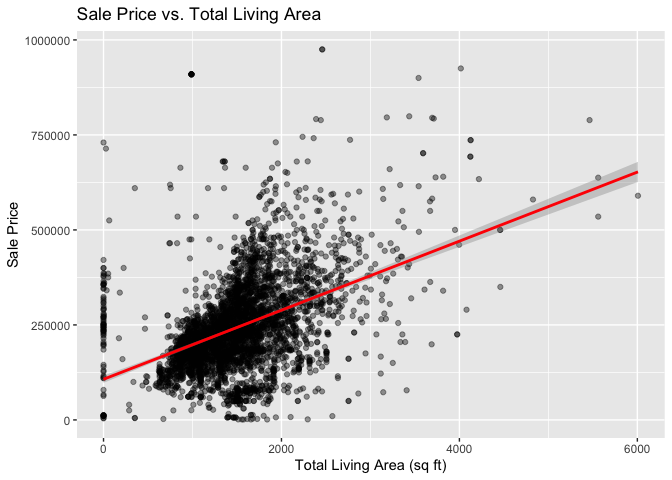 Sale Price vs. Total Living Area
Sale Price
1000000
750000
500000
250000
0
0 2000 4000 6000
Total Living Area (sq ft)